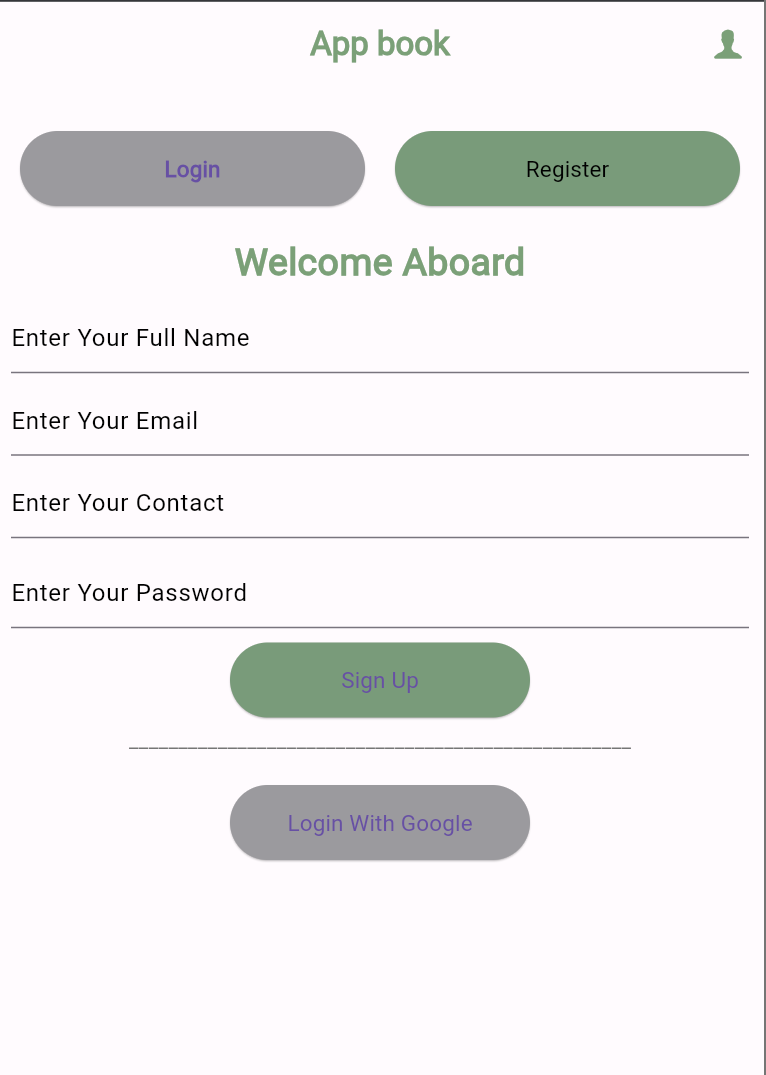 App book
Login
Register
Welcome Aboard
Enter Your Full Name
Enter Your Email
Enter Your Contact
Enter Your Password
Sign Up
Login With Google